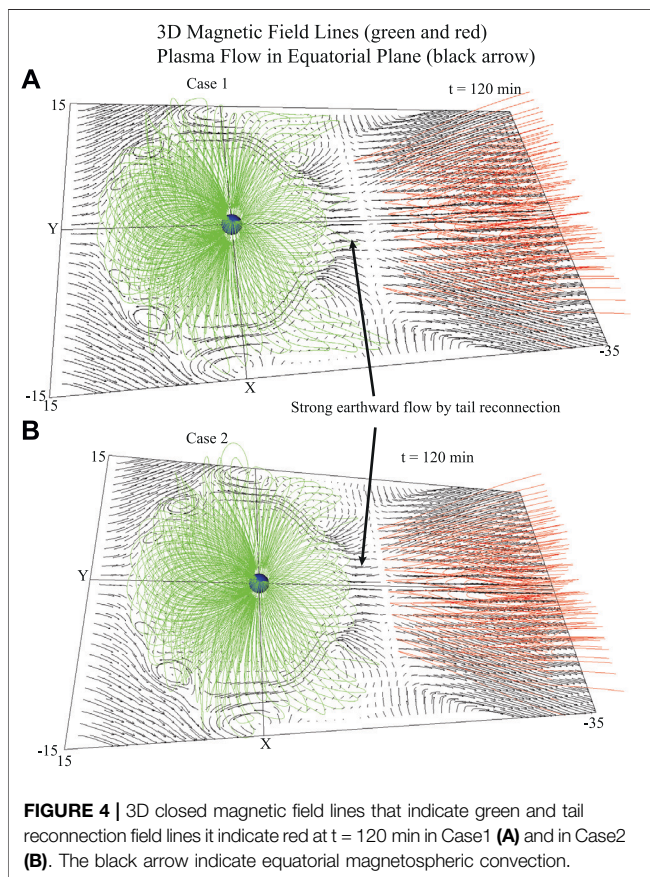 3D Magnetic Field Lines (green and red)
Plasma Flow in Equatorial Plane (black arrow)
A
Case 1
t = 120 min
15
Y
X
-15
15
-35
Strong earthward flow by tail reconnection
B
Case 2
t = 120 min
15
Y
X
-15
15
-35
FIGURE 4 | 3D closed magnetic field lines that indicate green and tail
reconnection field lines it indicate red at t = 120 min in Case1 (A) and in Case2
(B). The black arrow indicate equatorial magnetospheric convection.